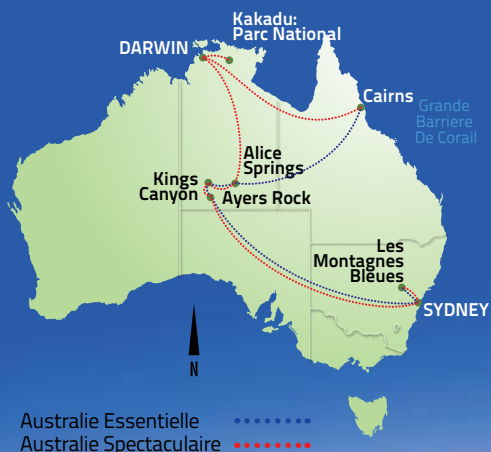 Kakadu:
Parc National
DARWIN
Cairns
Grande
Barriere
De Corail
Alice
Springs
Kings
Canyon
Ayers Rock
Les
Montagnes
Bleues
SYDNEY
N
Australie Essentielle
Australie Spectaculaire